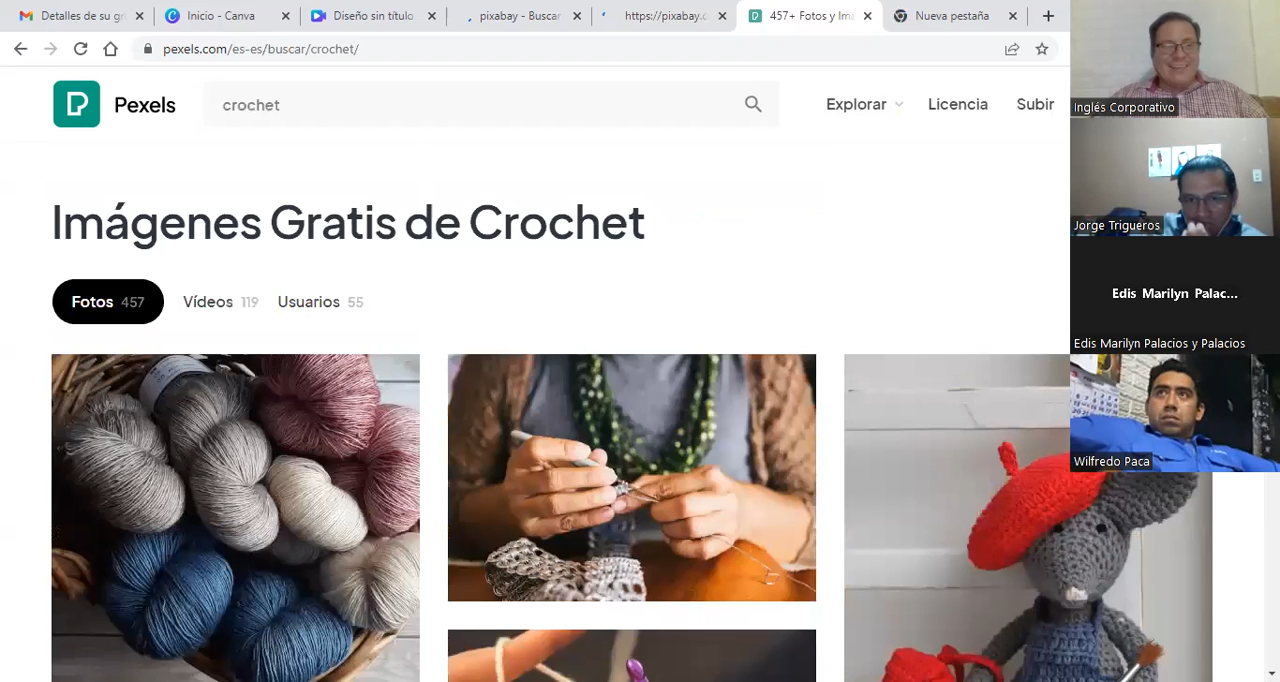 Detalles de su gr
Inicio - Canva
Diseño sin título
pixabay - Buscar
https://pixabay.c
457+ Fotos y Im
Nueva pestaña
pexels.com/es-es/buscar/crochet/
Pexels
crochet
Explorar
Licencia
Subir
Imágenes Gratis de Crochet
Fotos 457
Vídeos 119
Usuarios 55
Inglés Corporativo
Jorge Trigueros
Edis Marilyn Palac...
Edis Marilyn Palacios y Palacios
Wilfredo Paca